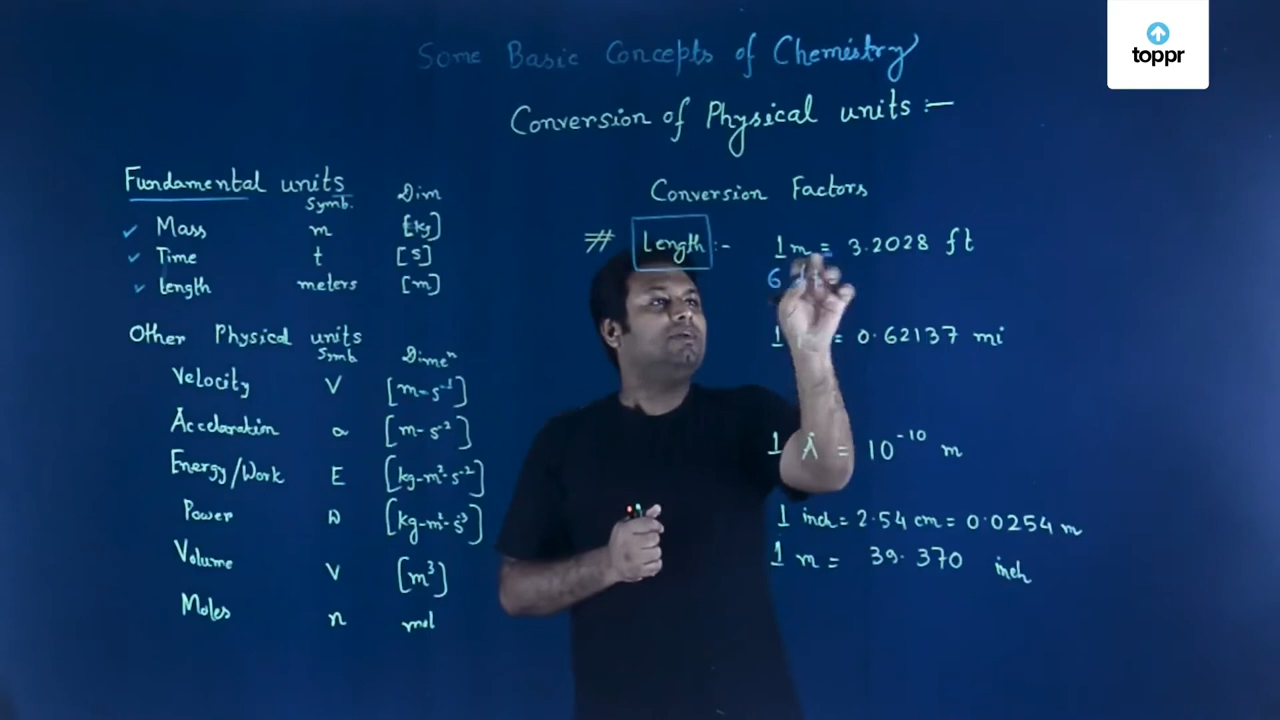 toppr
Some Basic Concepts of Chemistry
Conversion of Physical units :-
Fundamental units
Symb. Dim
✓ Mass m [kg]
✓ Time t [s]
✓ length meters [m]
Other Physical units
Symb Dimeⁿ
Velocity V [m-s⁻¹]
Accelaration a [m-s⁻²]
Energy/Work E [kg-m²-s⁻²]
Power [kg-m²-s⁻³]
Volume V [m³]
Moles n mol
Conversion Factors
# Length :- 1 m = 3.2028 ft
6
1 = 0.62137 mi
1 Å = 10⁻¹⁰ m
1 inch = 2.54 cm = 0.0254 m
1 m = 39.370 inch